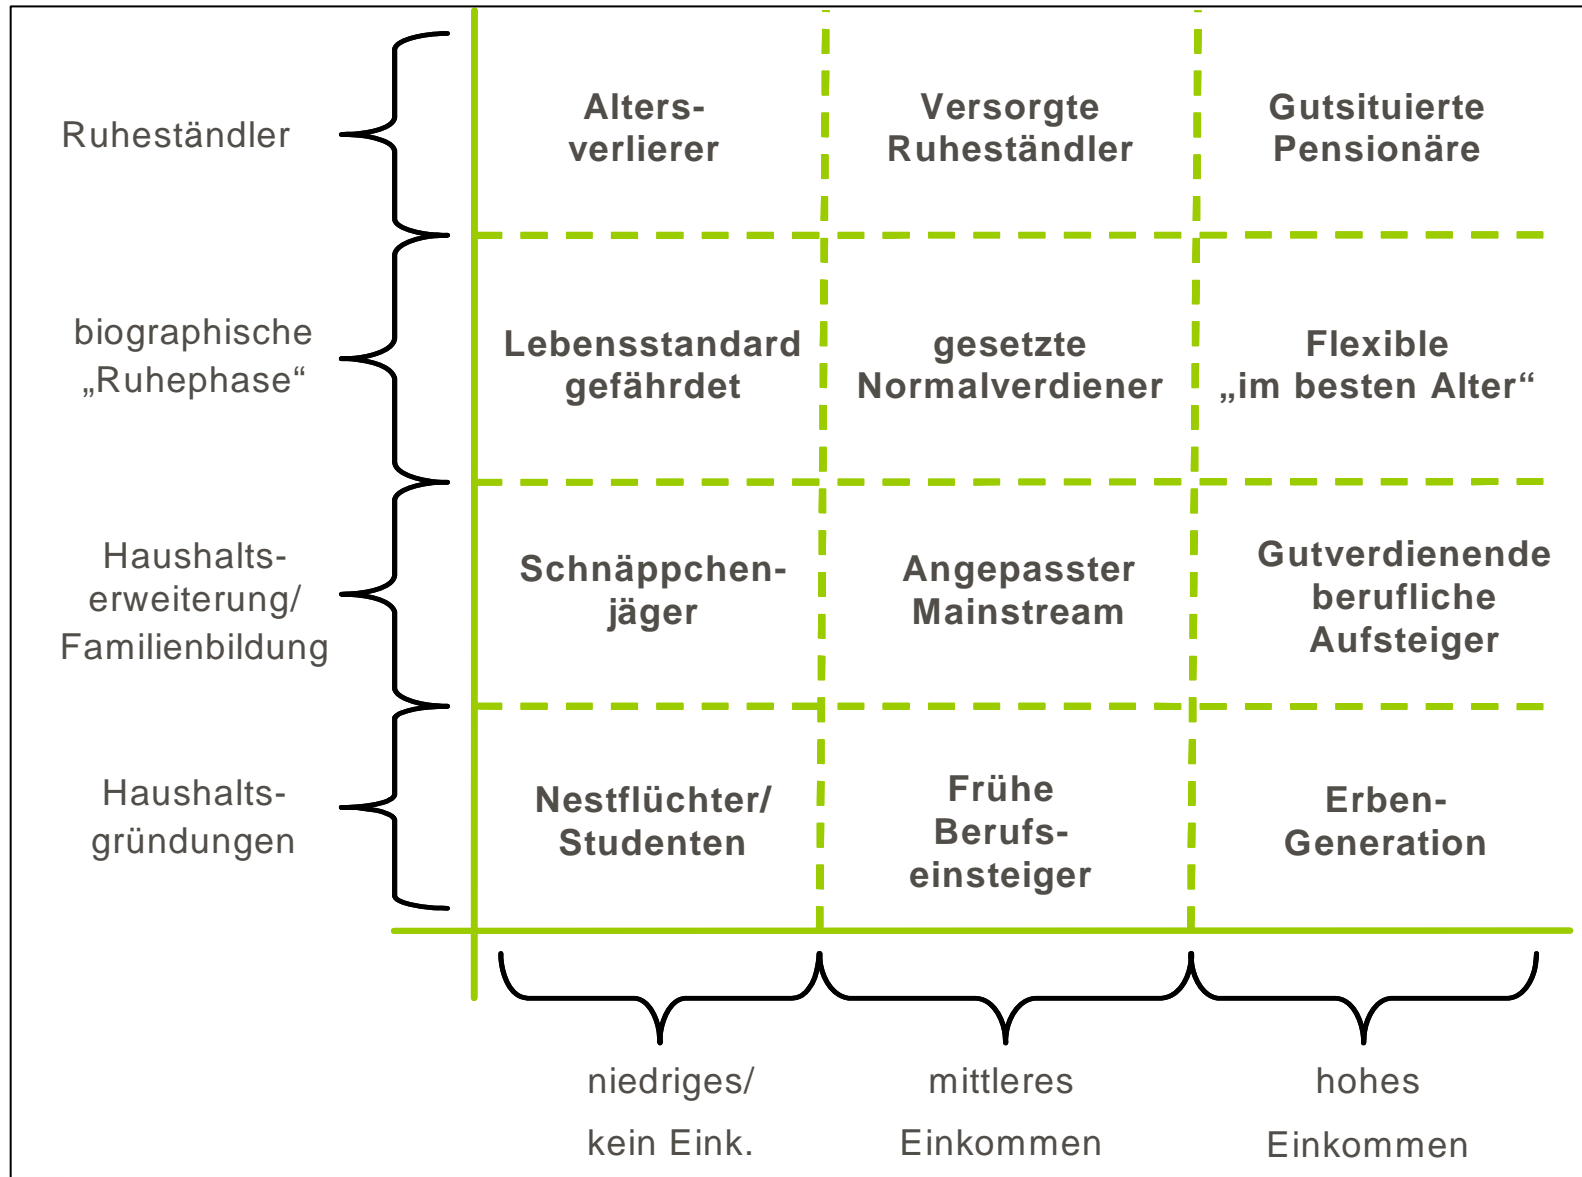 Ruheständler
Alters-
verlierer
Versorgte
Ruheständler
Gutsituierte
Pensionäre
biographische
„Ruhephase“
Lebensstandard
gefährdet
gesetzte
Normalverdiener
Flexible
„im besten Alter“
Haushalts-
erweiterung/
Familienbildung
Schnäppchen-
jäger
Angepasster
Mainstream
Gutverdienende
berufliche
Aufsteiger
Haushalts-
gründungen
Nestflüchter/
Studenten
Frühe
Berufs-
einsteiger
Erben-
Generation
niedriges/
kein Eink.
mittleres
Einkommen
hohes
Einkommen